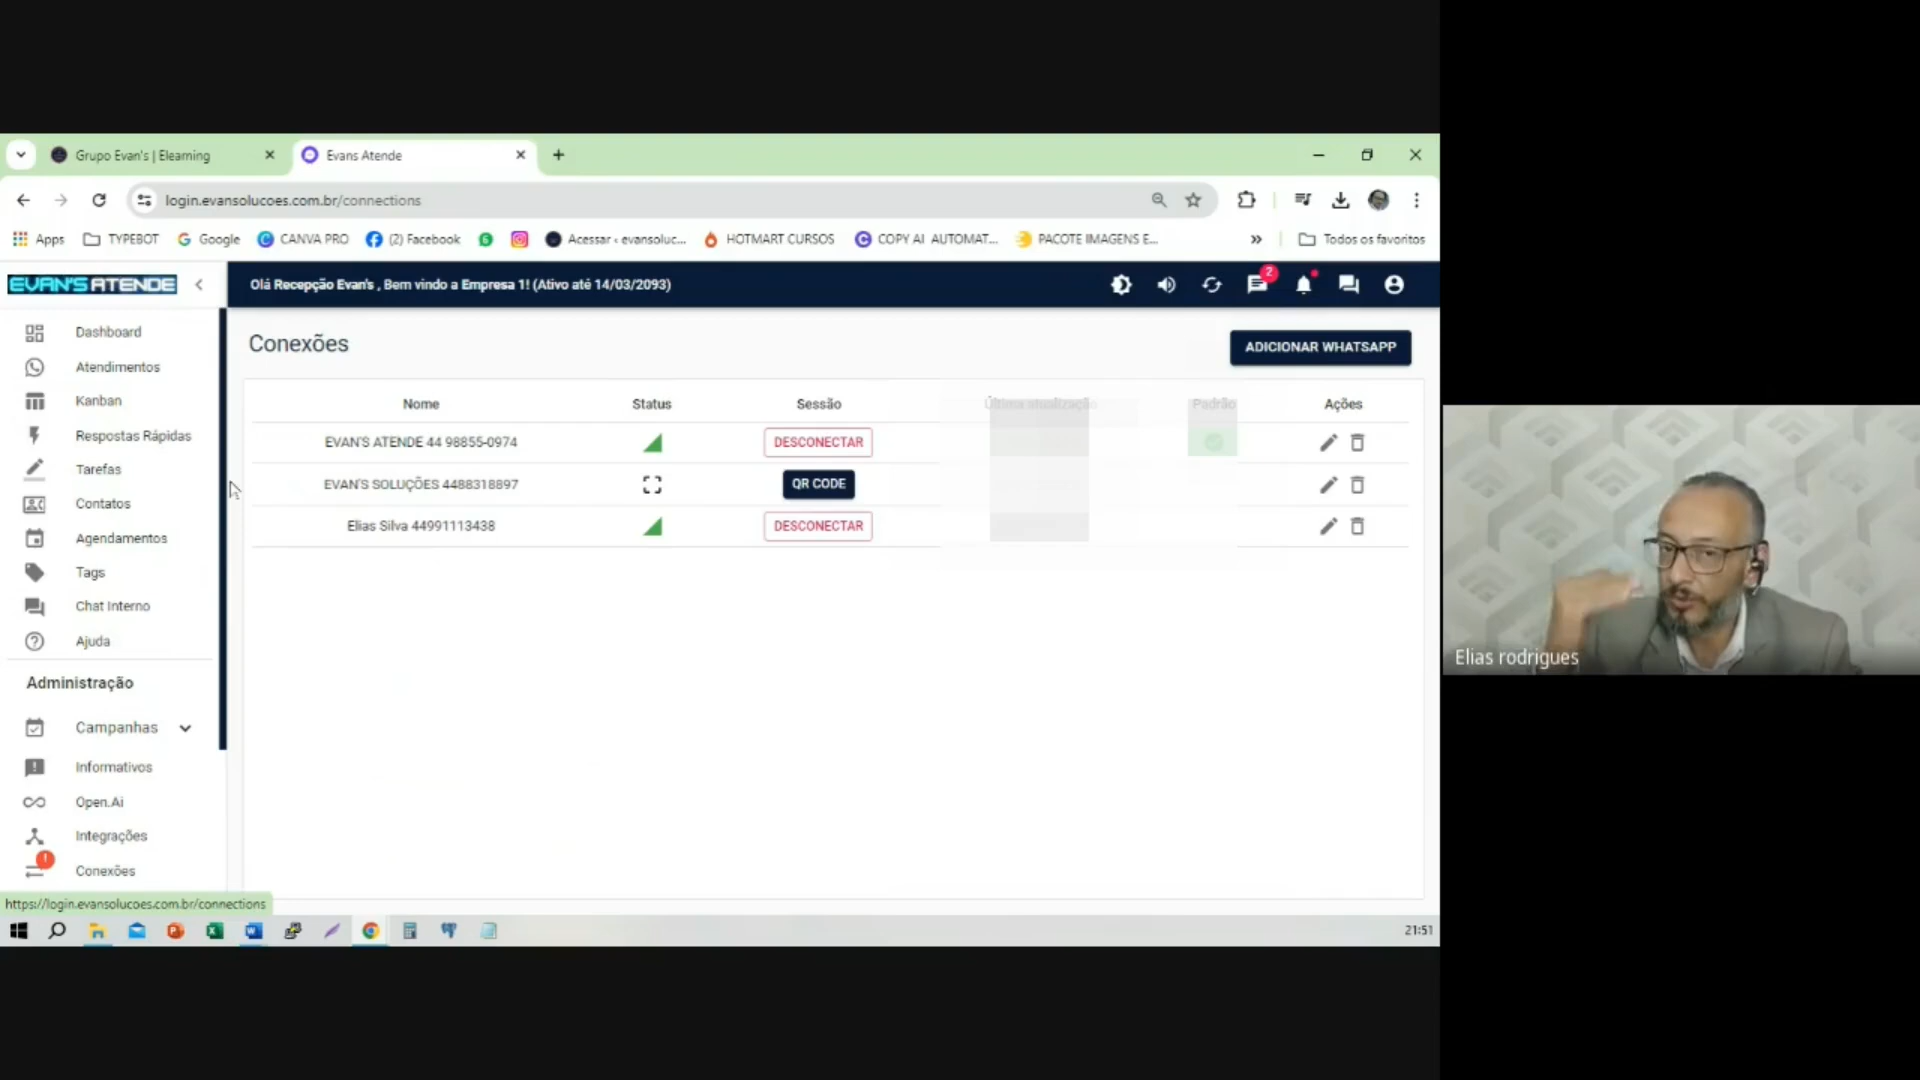 Grupo Evan's | Elearning
Evans Atende
login.evansolucoes.com.br/connections
Apps
TYPEBOT
Google
CANVA PRO
(2) Facebook
Acessar ‹ evansoluc...
HOTMART CURSOS
COPY AI AUTOMAT...
PACOTE IMAGENS E...
Todos os favoritos
EVAN'S ATENDE
Olá Recepção Evan's , Bem vindo a Empresa 1! (Ativo até 14/03/2093)
2
Dashboard
Atendimentos
Kanban
Respostas Rápidas
Tarefas
Contatos
Agendamentos
Tags
Chat Interno
Ajuda
Administração
Campanhas
Informativos
Open.Ai
Integrações
Conexões
Conexões
ADICIONAR WHATSAPP
Nome Status Sessão Última atualização Padrão Ações
EVAN'S ATENDE 44 98855-0974 DESCONECTAR
EVAN'S SOLUÇÕES 4488318897 QR CODE
Elias Silva 44991113438 DESCONECTAR
https://login.evansolucoes.com.br/connections
21:51
Elias rodrigues